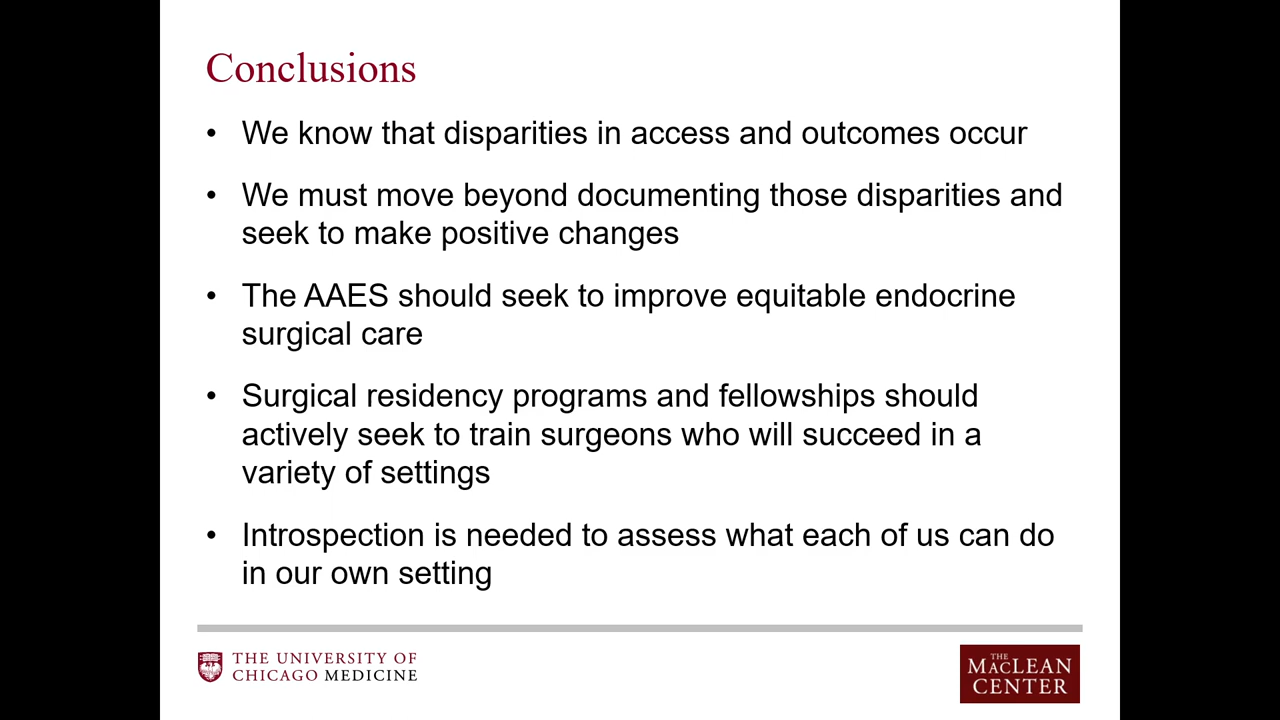 Conclusions
• We know that disparities in access and outcomes occur
• We must move beyond documenting those disparities and
seek to make positive changes
• The AAES should seek to improve equitable endocrine
surgical care
• Surgical residency programs and fellowships should
actively seek to train surgeons who will succeed in a
variety of settings
• Introspection is needed to assess what each of us can do
in our own setting
THE UNIVERSITY OF
CHICAGO MEDICINE
THE
MACLEAN
CENTER